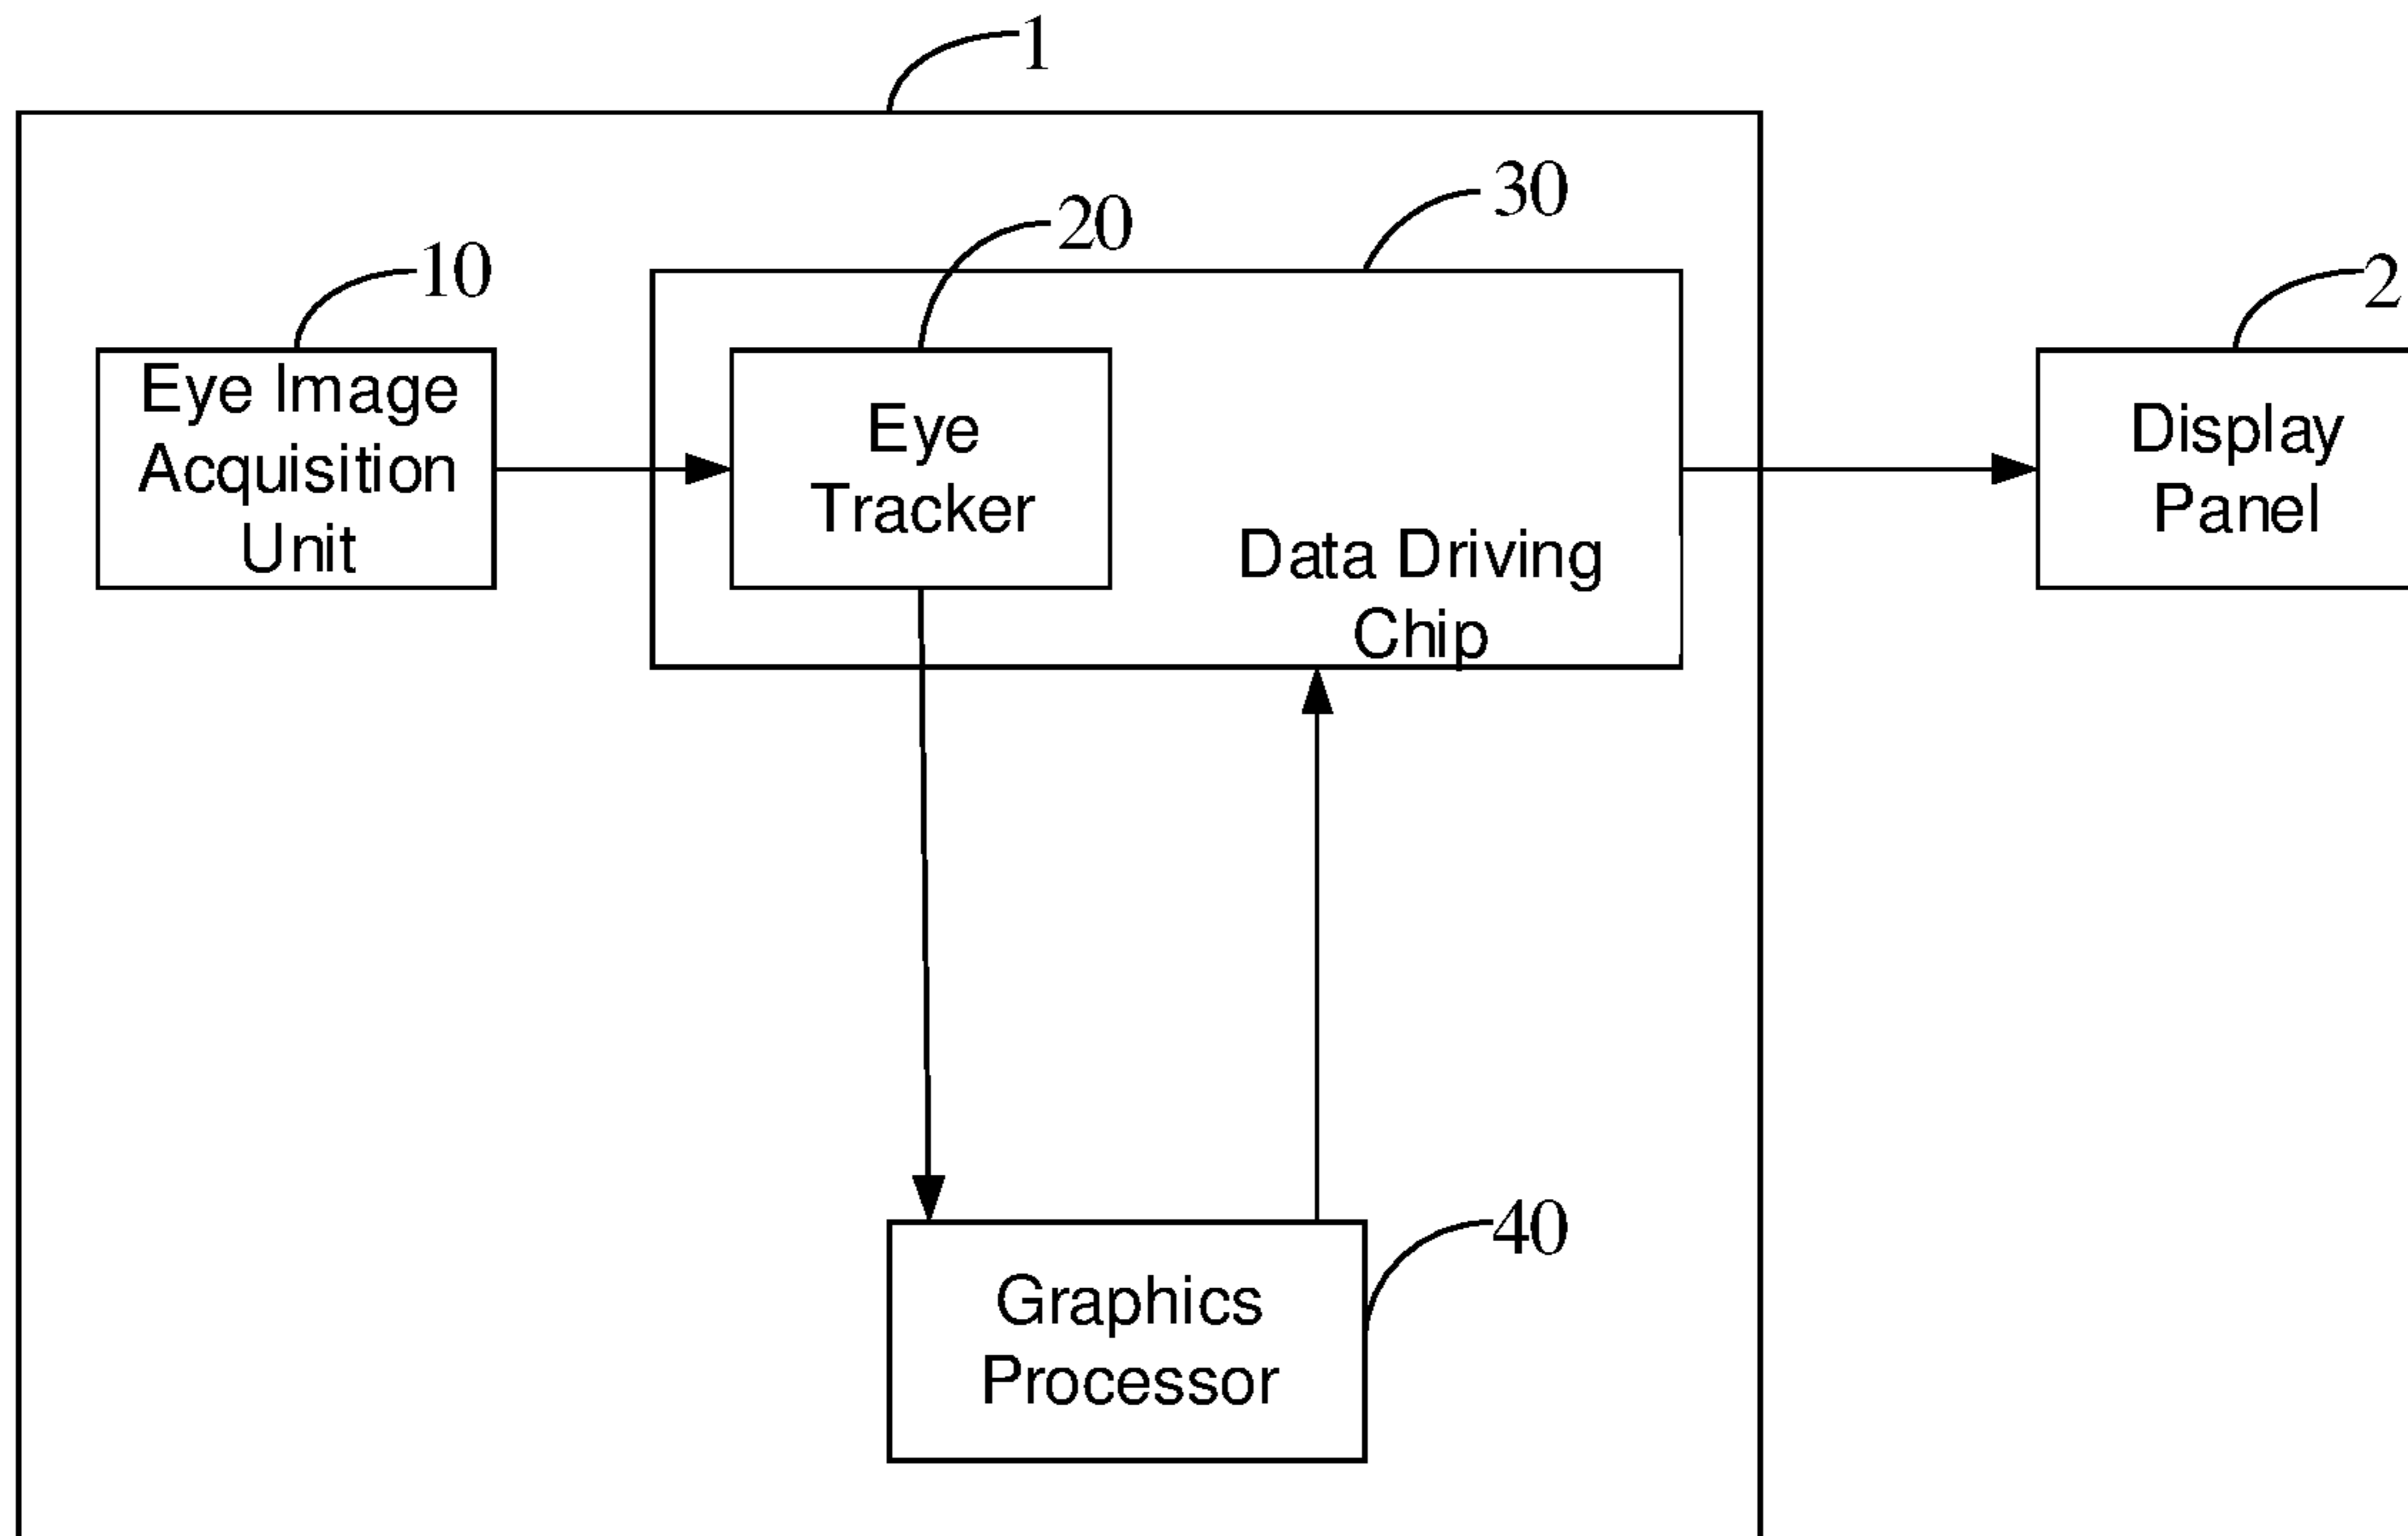 1
30
20
10
2
Eye Image
Acquisition
Unit
Eye
Tracker
Data Driving
Chip
Display
Panel
40
Graphics
Processor